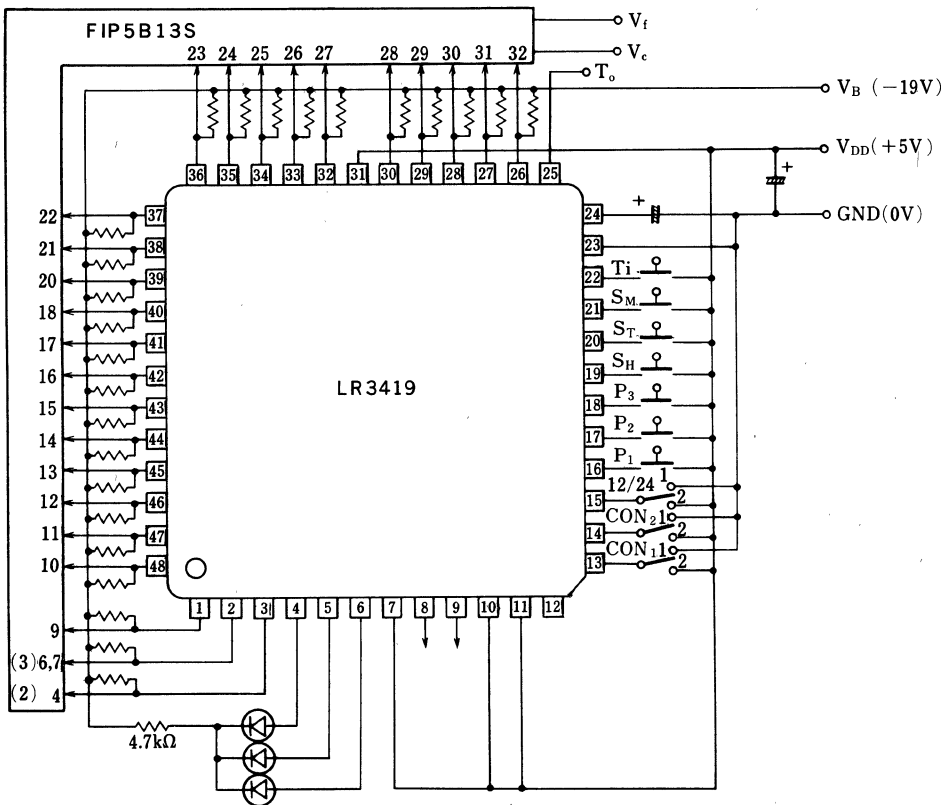 FIP5B13S
V_f
V_c
T_o
23 24 25 26 27 28 29 30 31 32
V_B (−19V)
V_DD(+5V)
GND(0V)
36 35 34 33 32 31 30 29 28 27 26 25
22 37
21 38
20 39
18 40
17 41
16 42
15 43
14 44
13 45
12 46
11 47
10 48
LR3419
+
+ 24
23
22 Ti
21 S_M
20 S_T
19 S_H
18 P_3
17 P_2
16 P_1
15 12/24 1 2
14 CON_2 1 2
13 CON_1 1 2
1 2 3 4 5 6 7 8 9 10 11 12
9
(3) 6,7
(2) 4
4.7kΩ